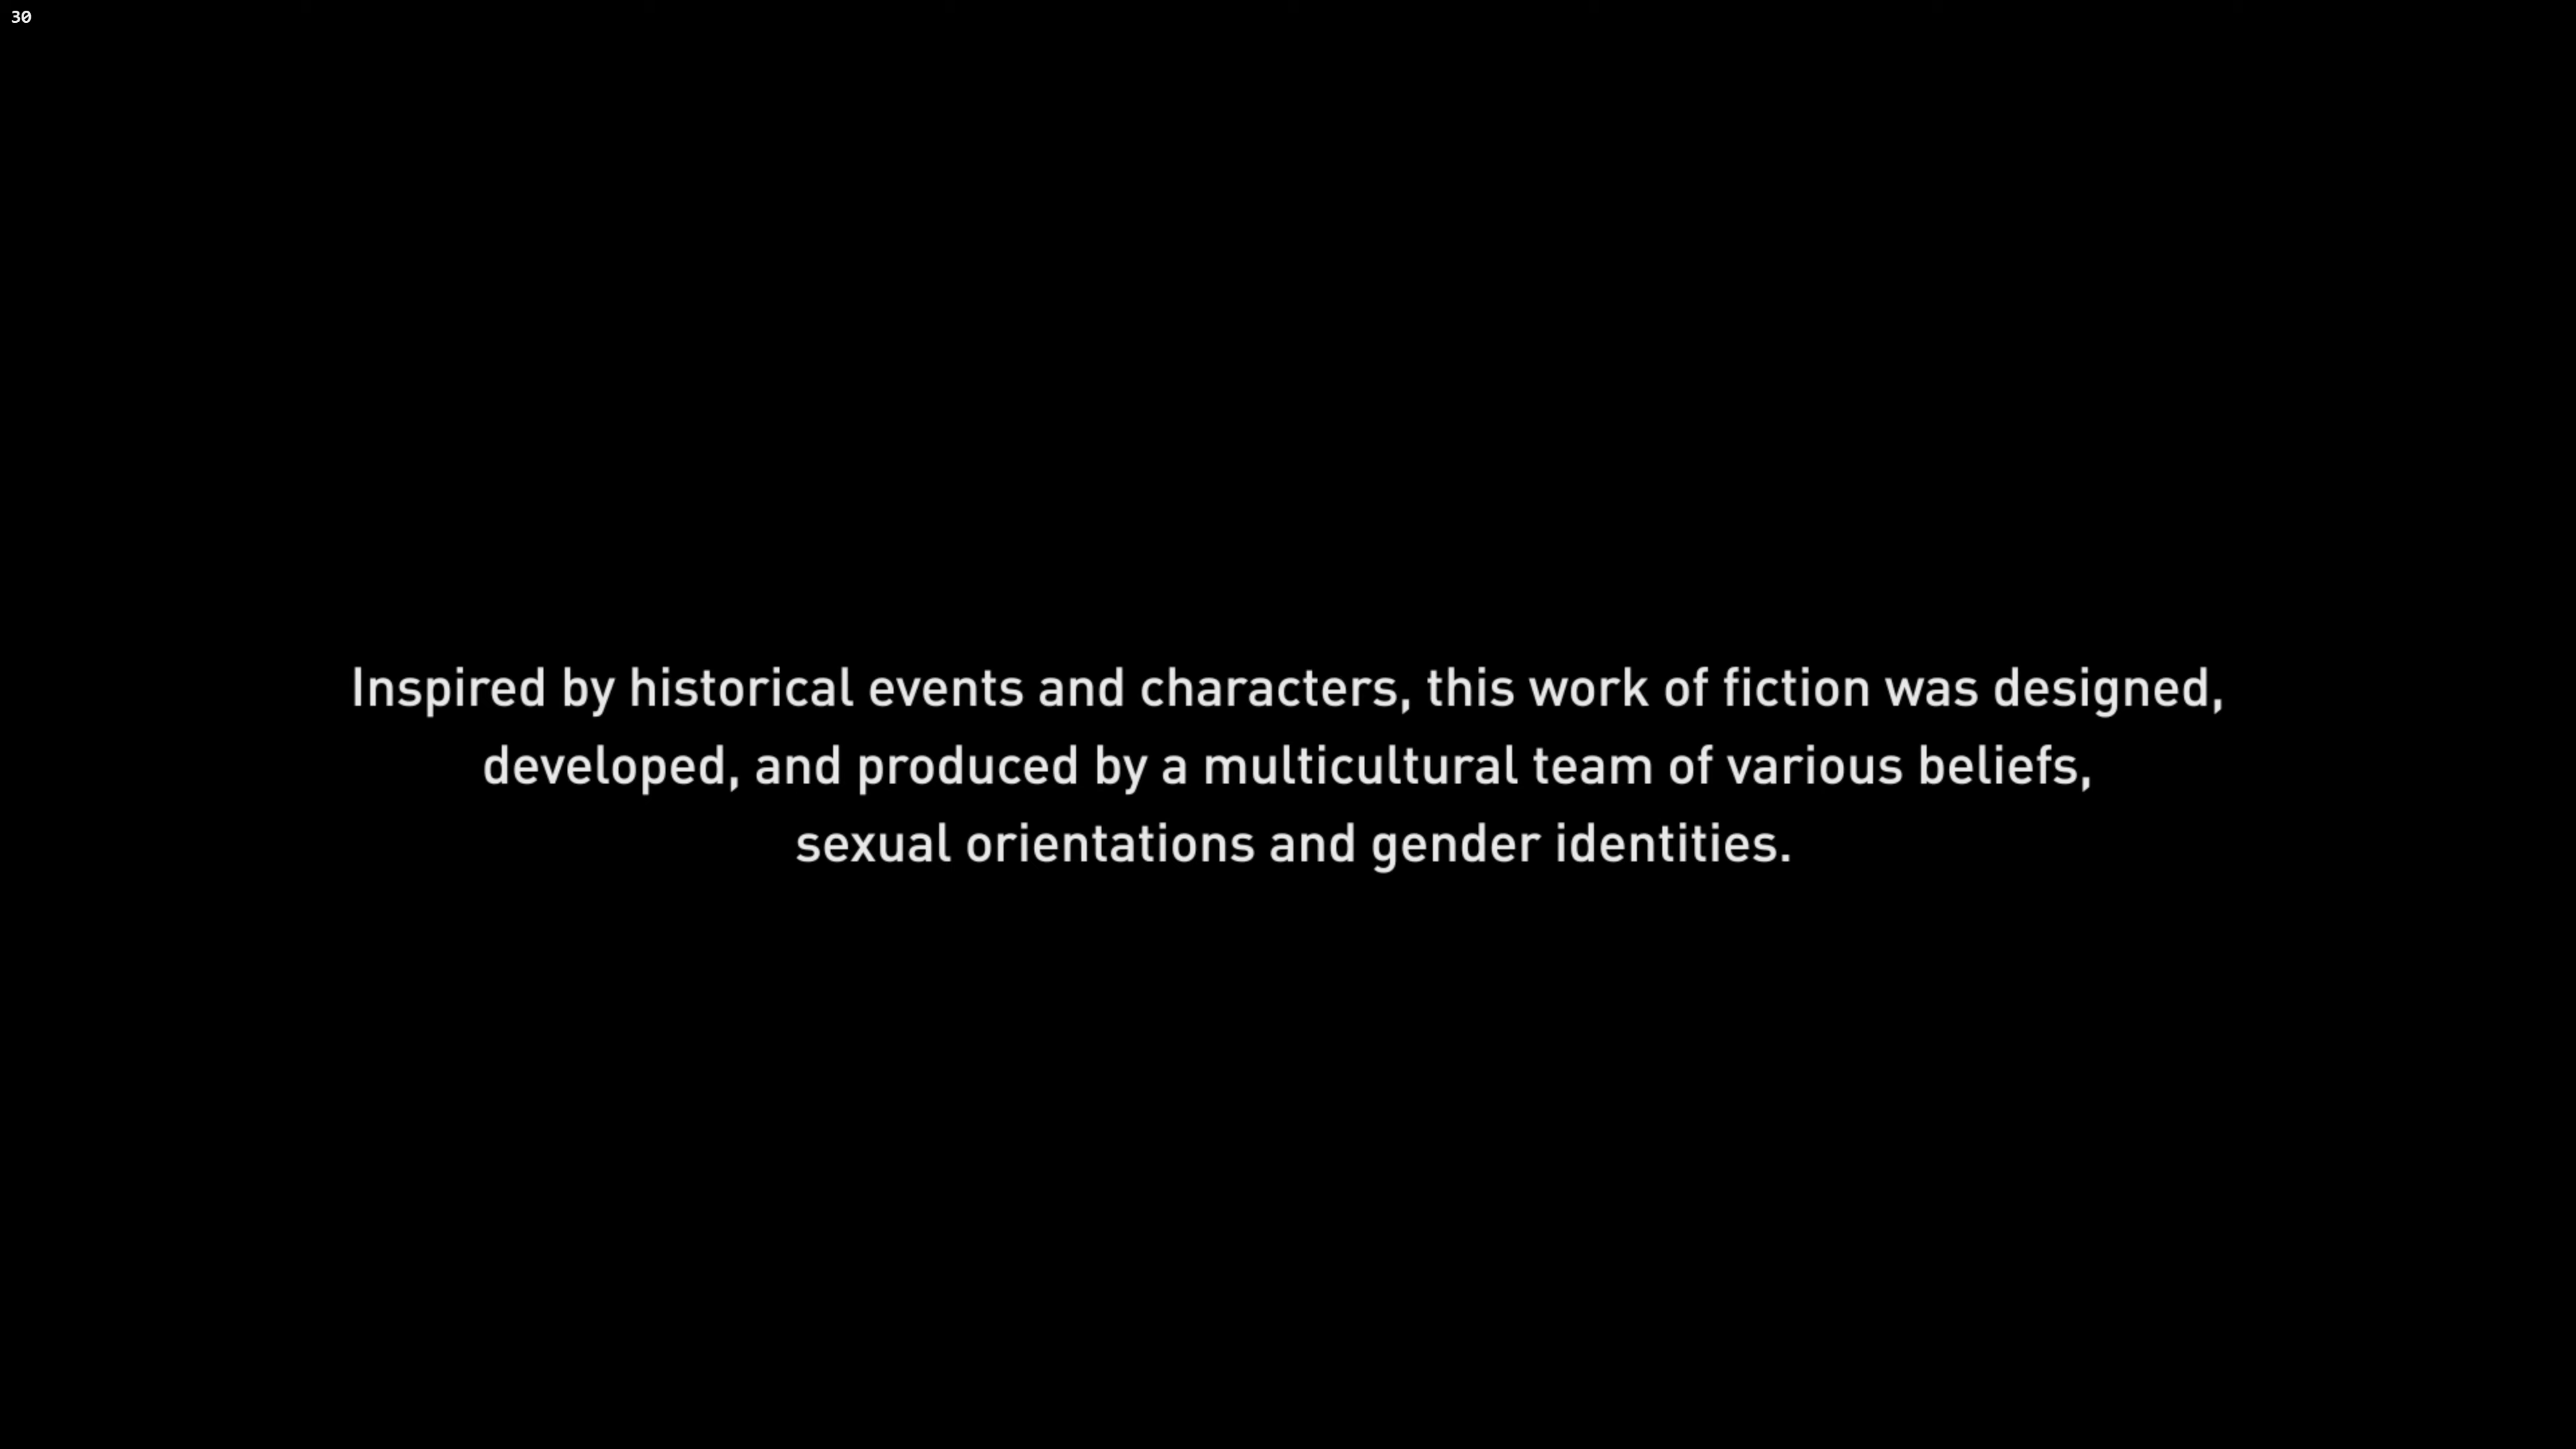 30
Inspired by historical events and characters, this work of fiction was designed,
developed, and produced by a multicultural team of various beliefs,
sexual orientations and gender identities.